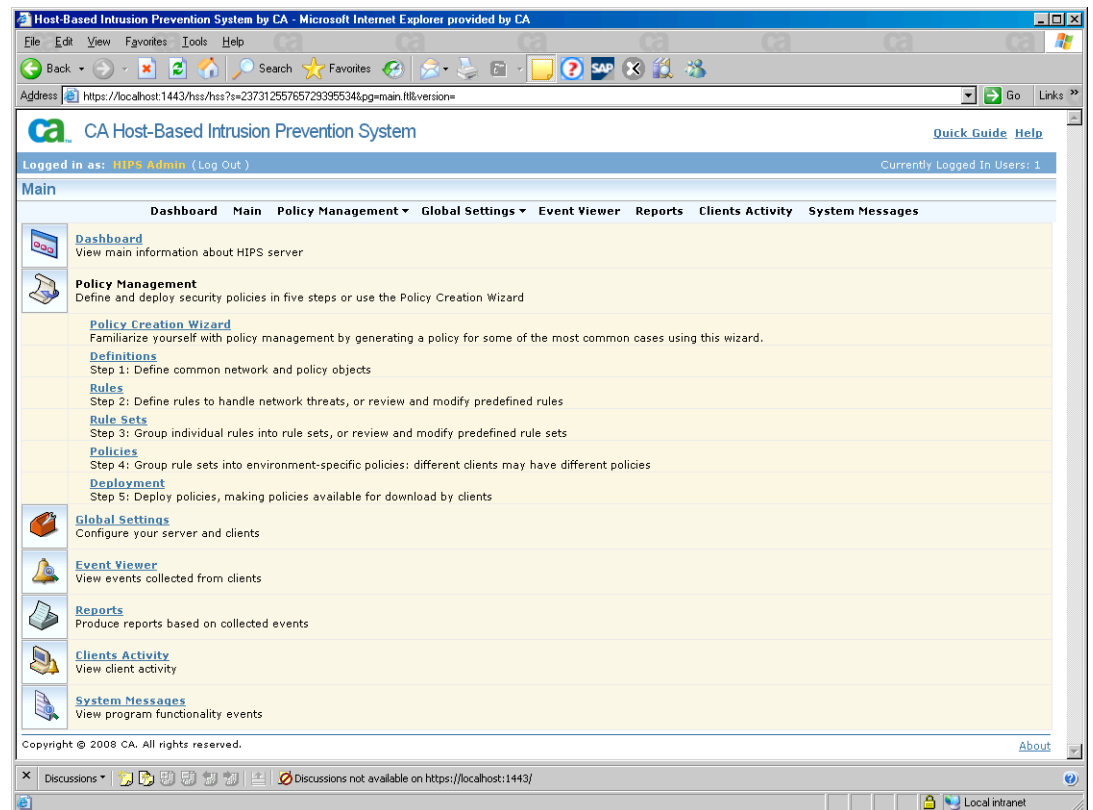 Host-Based Intrusion Prevention System by CA - Microsoft Internet Explorer provided by CA
File Edit View Favorites Tools Help
Back Search Favorites SAP
Address https://localhost:1443/hss/hss?s=23731255765729395534&pg=main.ftl&version= Go Links »
ca CA Host-Based Intrusion Prevention System Quick Guide Help
Logged in as: HIPS Admin (Log Out) Currently Logged In Users: 1
Main
Dashboard Main Policy Management Global Settings Event Viewer Reports Clients Activity System Messages
Dashboard
View main information about HIPS server
Policy Management
Define and deploy security policies in five steps or use the Policy Creation Wizard
Policy Creation Wizard
Familiarize yourself with policy management by generating a policy for some of the most common cases using this wizard.
Definitions
Step 1: Define common network and policy objects
Rules
Step 2: Define rules to handle network threats, or review and modify predefined rules
Rule Sets
Step 3: Group individual rules into rule sets, or review and modify predefined rule sets
Policies
Step 4: Group rule sets into environment-specific policies: different clients may have different policies
Deployment
Step 5: Deploy policies, making policies available for download by clients
Global Settings
Configure your server and clients
Event Viewer
View events collected from clients
Reports
Produce reports based on collected events
Clients Activity
View client activity
System Messages
View program functionality events
Copyright © 2008 CA. All rights reserved. About
Discussions Discussions not available on https://localhost:1443/
Local intranet